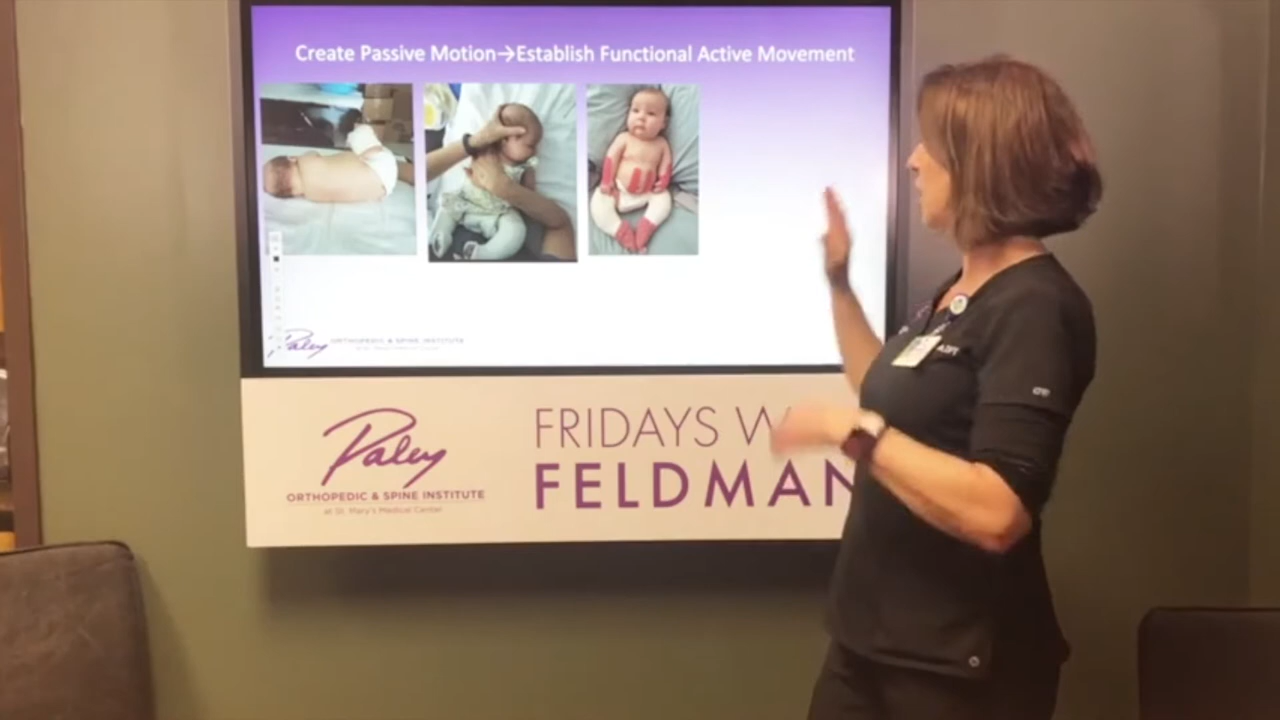 Create Passive Motion→Establish Functional Active Movement
Paley
ORTHOPEDIC & SPINE INSTITUTE
Paley
ORTHOPEDIC & SPINE INSTITUTE
at St. Mary's Medical Center
FRIDAYS W
FELDMAN